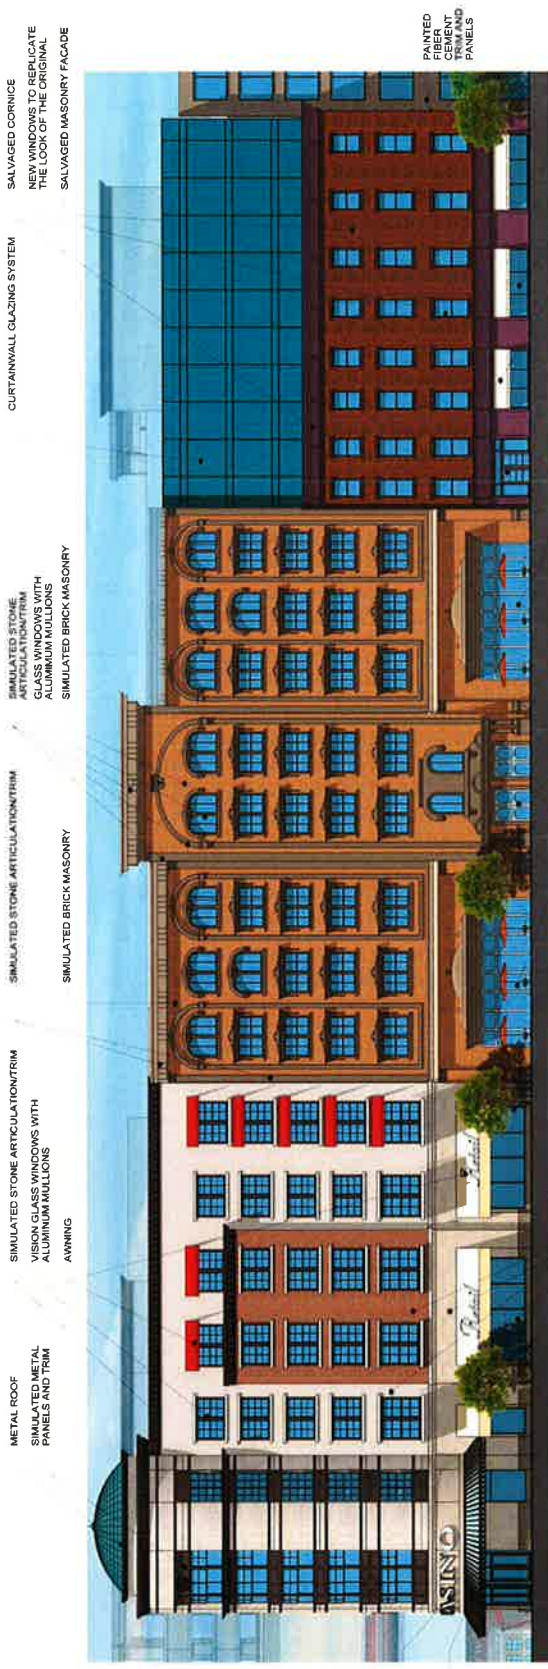 METAL ROOF
SIMULATED METAL
PANELS AND TRIM
SIMULATED STONE ARTICULATION/TRIM
VISION GLASS WINDOWS WITH
ALUMINUM MULLIONS
AWNING
SIMULATED STONE ARTICULATION/TRIM
SIMULATED BRICK MASONRY
SIMULATED STONE
ARTICULATION/TRIM
GLASS WINDOWS WITH
ALUMIMUM MULLIONS
SIMULATED BRICK MASONRY
CURTAINWALL GLAZING SYSTEM
SALVAGED CORNICE
NEW WINDOWS TO REPLICATE
THE LOOK OF THE ORIGINAL
SALVAGED MASONRY FACADE
PAINTED
FIBER
CEMENT
TRIM AND
PANELS
ASINO
Retail
Retail